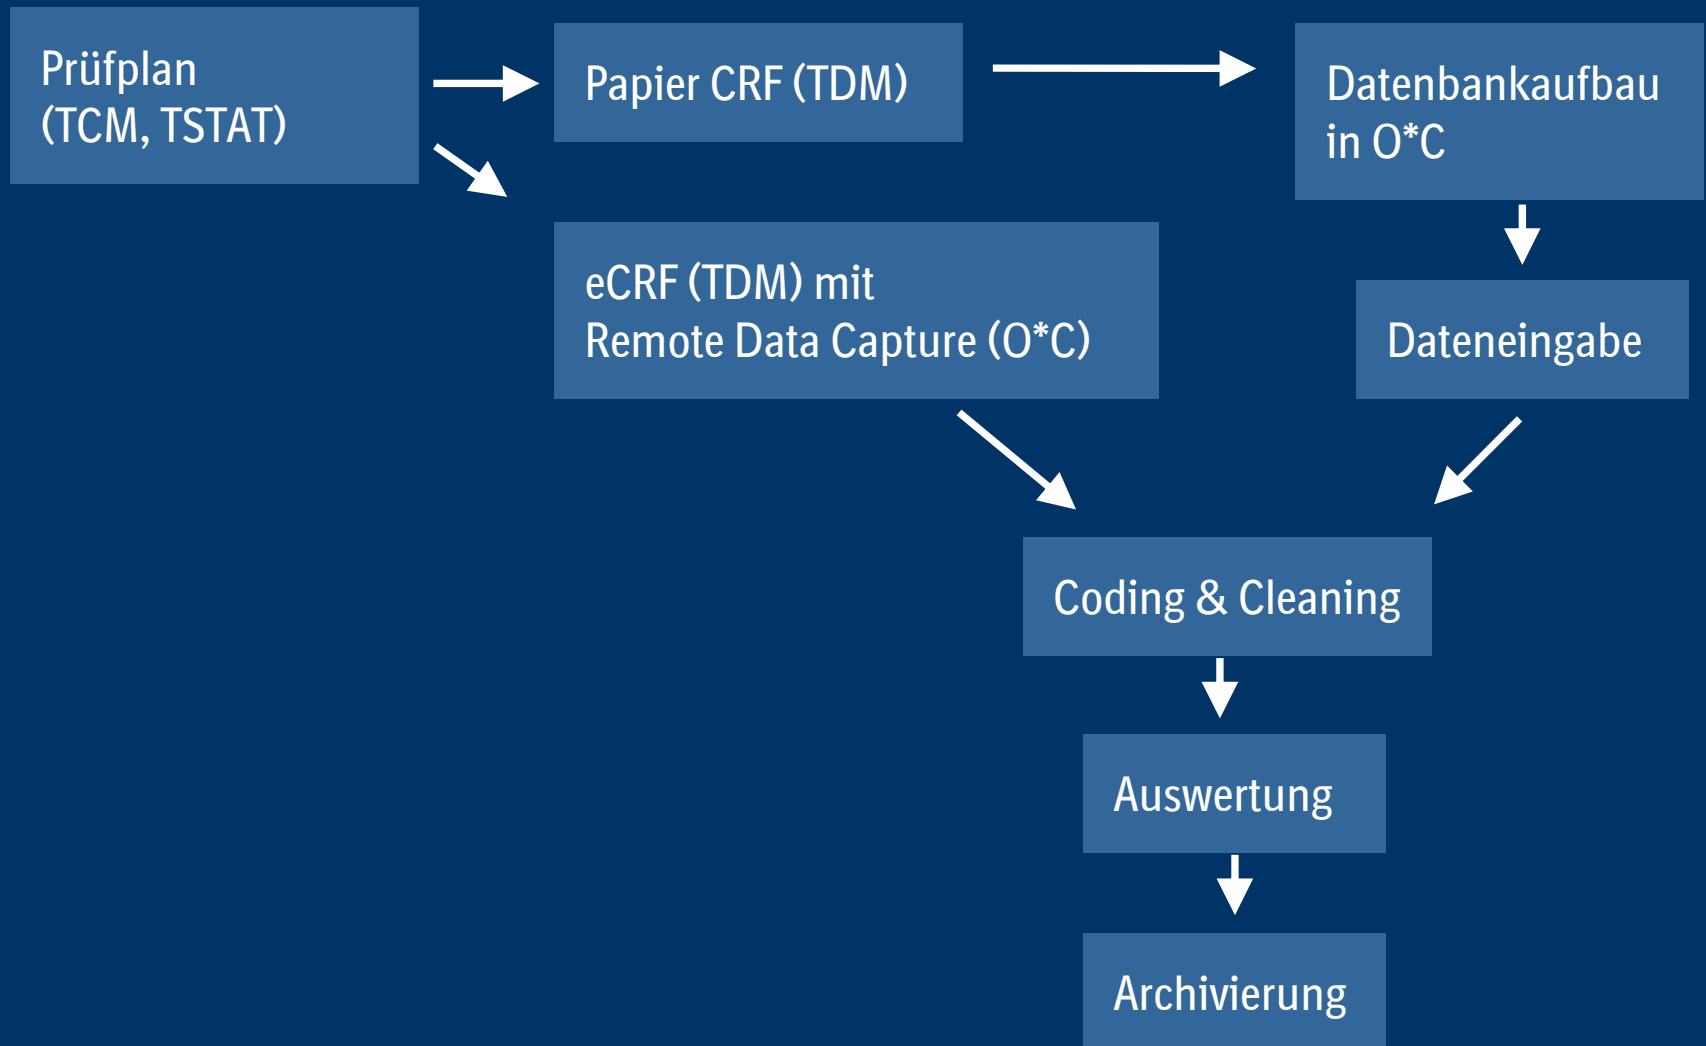 Prüfplan
(TCM, TSTAT)
Papier CRF (TDM)
Datenbankaufbau
in O*C
eCRF (TDM) mit
Remote Data Capture (O*C)
Dateneingabe
Coding & Cleaning
Auswertung
Archivierung